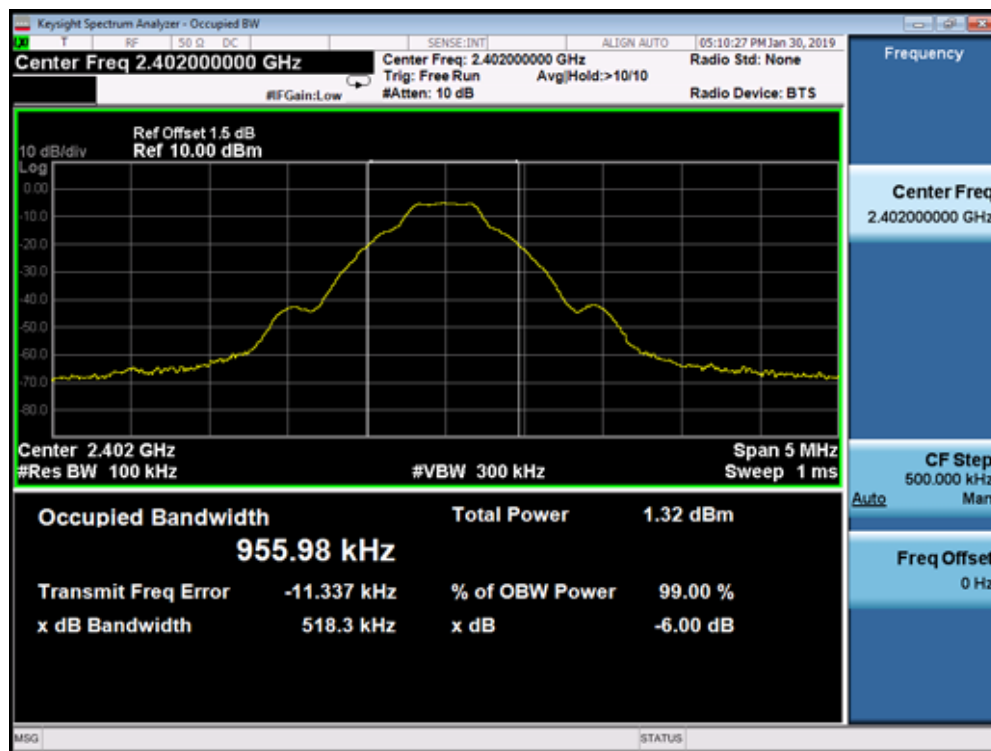 Keysight Spectrum Analyzer - Occupied BW
LXI T RF 50 Ω DC SENSE:INT ALIGN AUTO 05:10:27 PM Jan 30, 2019
Center Freq 2.402000000 GHz
Center Freq: 2.402000000 GHz Radio Std: None
Trig: Free Run Avg|Hold:>10/10
#IFGain:Low #Atten: 10 dB Radio Device: BTS
Frequency
Ref Offset 1.5 dB
10 dB/div Ref 10.00 dBm
Log
0.00
-10.0
-20.0
-30.0
-40.0
-50.0
-60.0
-70.0
-80.0
Center Freq
2.402000000 GHz
Center 2.402 GHz Span 5 MHz
#Res BW 100 kHz #VBW 300 kHz Sweep 1 ms
CF Step
500.000 kHz
Auto Man
Occupied Bandwidth Total Power 1.32 dBm
955.98 kHz
Transmit Freq Error -11.337 kHz % of OBW Power 99.00 %
x dB Bandwidth 518.3 kHz x dB -6.00 dB
Freq Offset
0 Hz
MSG STATUS